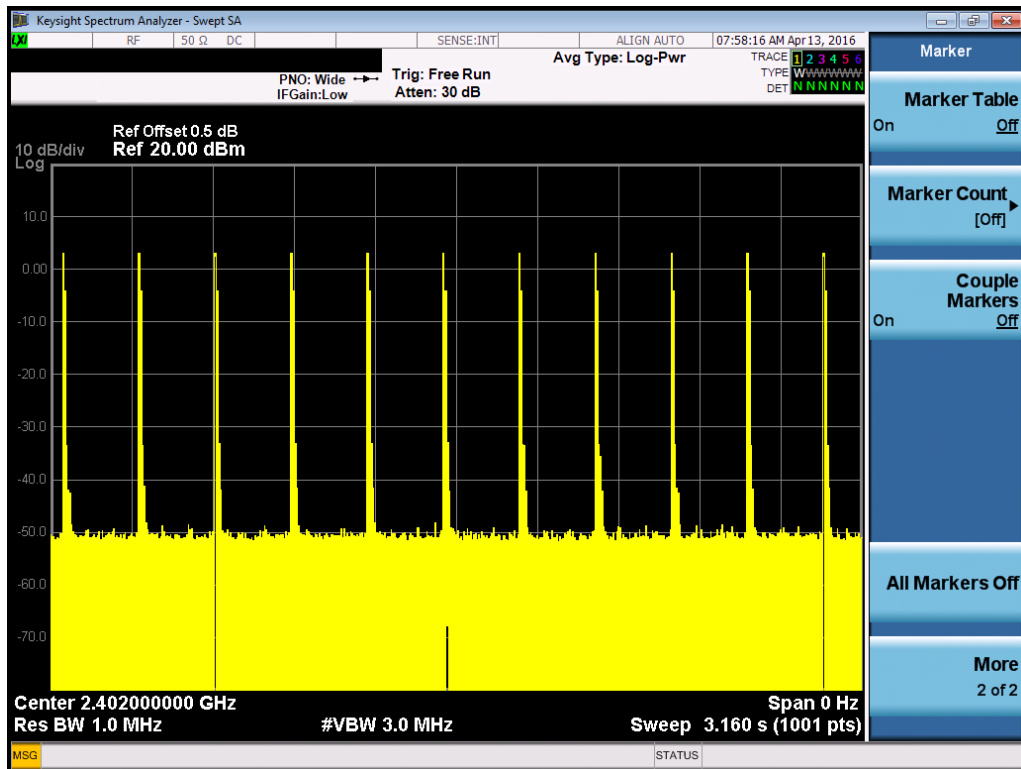 Keysight Spectrum Analyzer - Swept SA
LXI RF 50 Ω DC SENSE:INT ALIGN AUTO 07:58:16 AM Apr 13, 2016
Avg Type: Log-Pwr TRACE 1 2 3 4 5 6
PNO: Wide Trig: Free Run TYPE WWWWWW
IFGain:Low Atten: 30 dB DET N N N N N N
Ref Offset 0.5 dB
10 dB/div Ref 20.00 dBm
Log
10.0
0.00
-10.0
-20.0
-30.0
-40.0
-50.0
-60.0
-70.0
Center 2.402000000 GHz Span 0 Hz
Res BW 1.0 MHz #VBW 3.0 MHz Sweep 3.160 s (1001 pts)
MSG STATUS
Marker
Marker Table
On Off
Marker Count
[Off]
Couple
Markers
On Off
All Markers Off
More
2 of 2